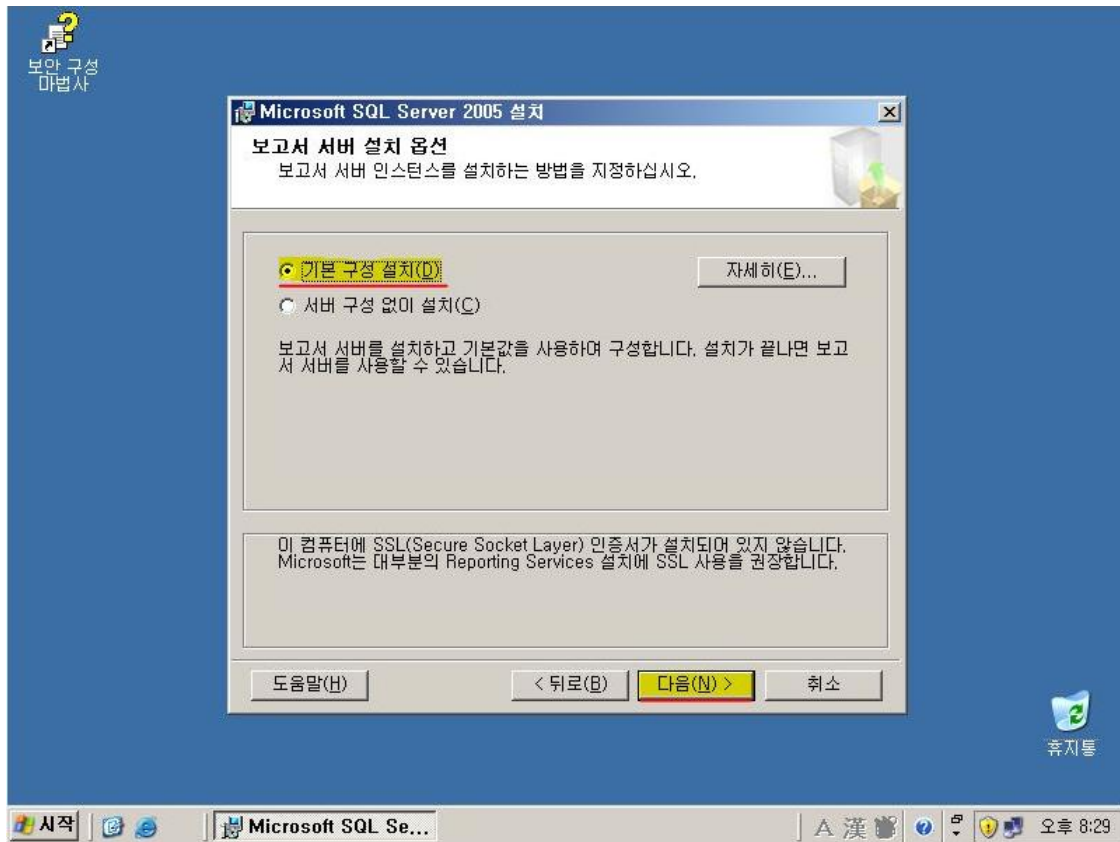 보안 구성
마법사
Microsoft SQL Server 2005 설치
보고서 서버 설치 옵션
보고서 서버 인스턴스를 설치하는 방법을 지정하십시오.
기본 구성 설치(D)
자세히(E)...
서버 구성 없이 설치(C)
보고서 서버를 설치하고 기본값을 사용하여 구성합니다. 설치가 끝나면 보고
서 서버를 사용할 수 있습니다.
이 컴퓨터에 SSL(Secure Socket Layer) 인증서가 설치되어 있지 않습니다.
Microsoft는 대부분의 Reporting Services 설치에 SSL 사용을 권장합니다.
도움말(H)
< 뒤로(B)
다음(N) >
취소
휴지통
시작
Microsoft SQL Se...
A 漢
오후 8:29